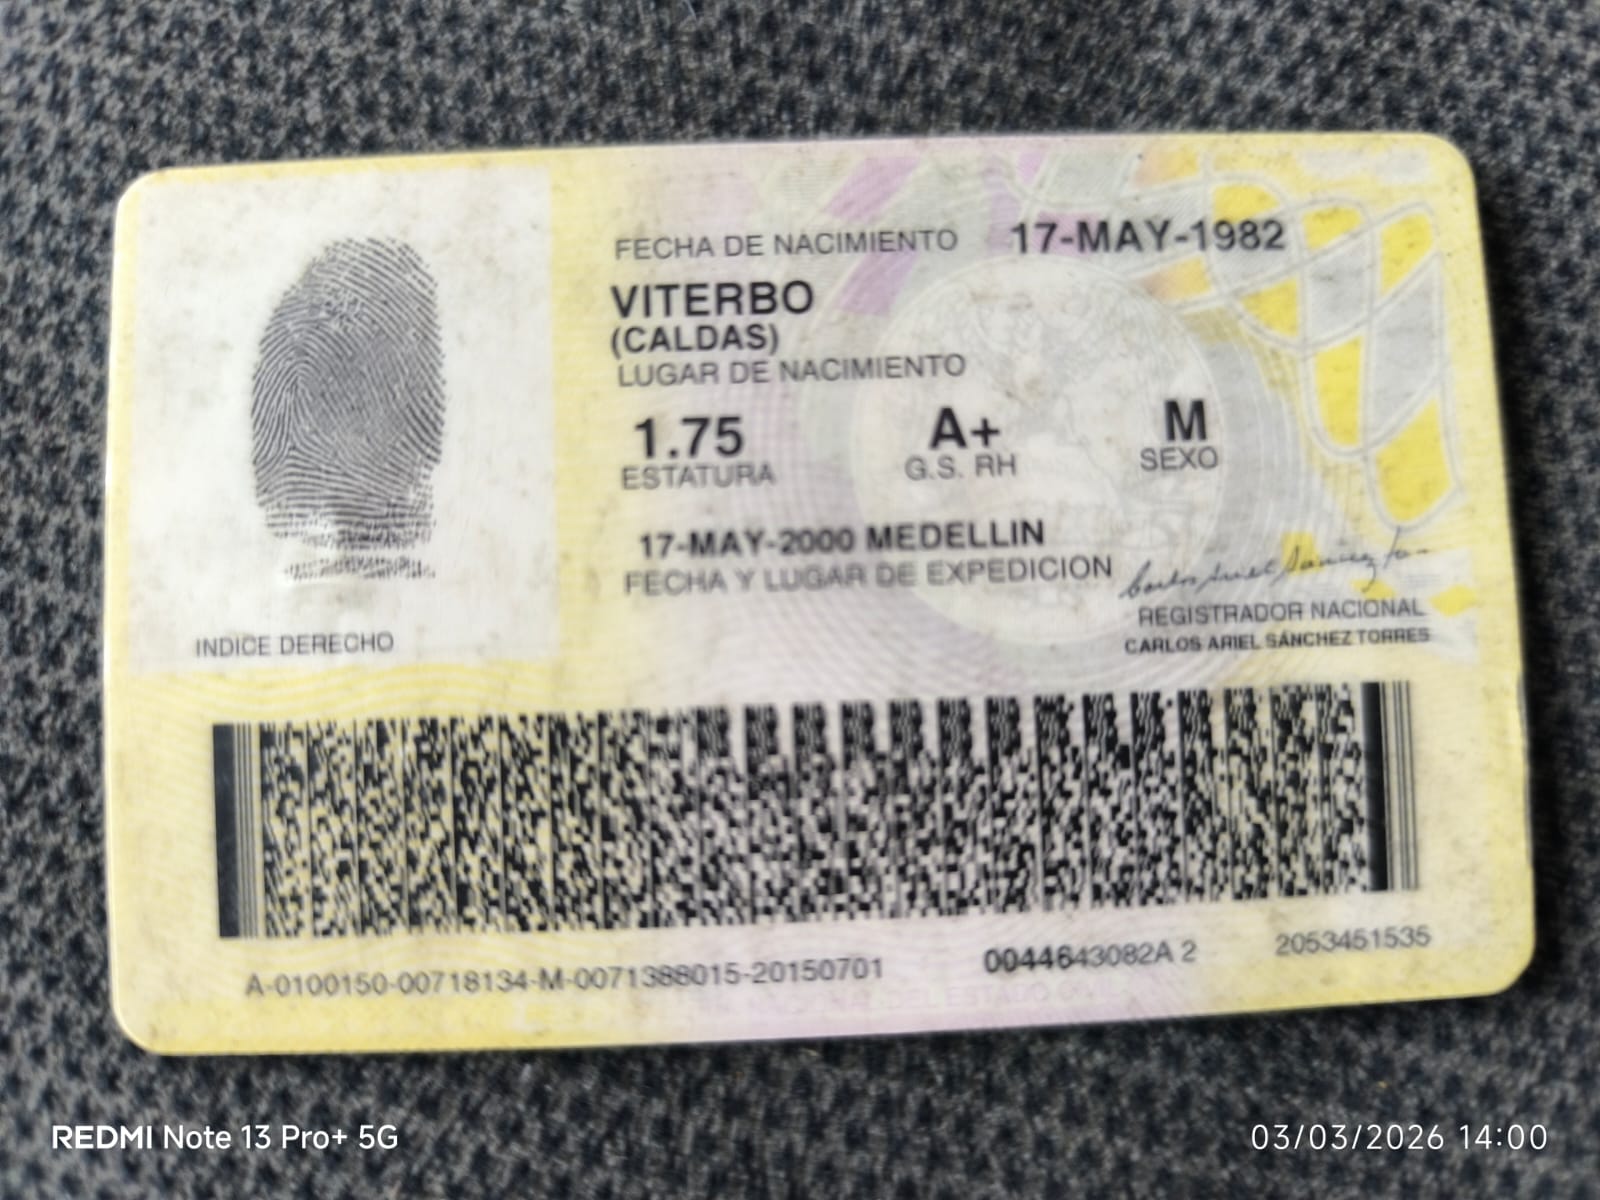 FECHA DE NACIMIENTO 17-MAY-1982
VITERBO
(CALDAS)
LUGAR DE NACIMIENTO
1.75 A+ M
ESTATURA G.S. RH SEXO
17-MAY-2000 MEDELLIN
FECHA Y LUGAR DE EXPEDICION
REGISTRADOR NACIONAL
CARLOS ARIEL SÁNCHEZ TORRES
INDICE DERECHO
A-0100150-00718134-M-0071388015-20150701 0044643082A 2 2053451535
REDMI Note 13 Pro+ 5G 03/03/2026 14:00